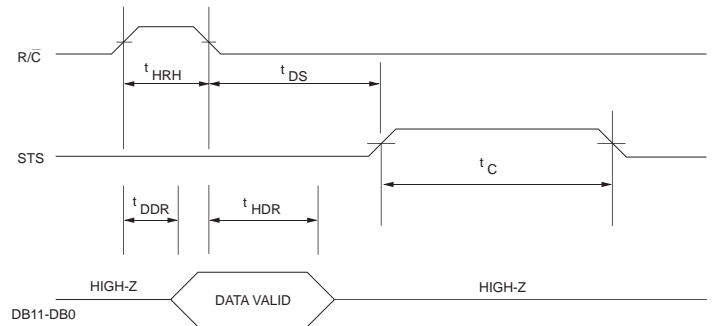 R/C̅
t HRH
t DS
STS
t C
t DDR
t HDR
HIGH-Z
DATA VALID
HIGH-Z
DB11-DB0